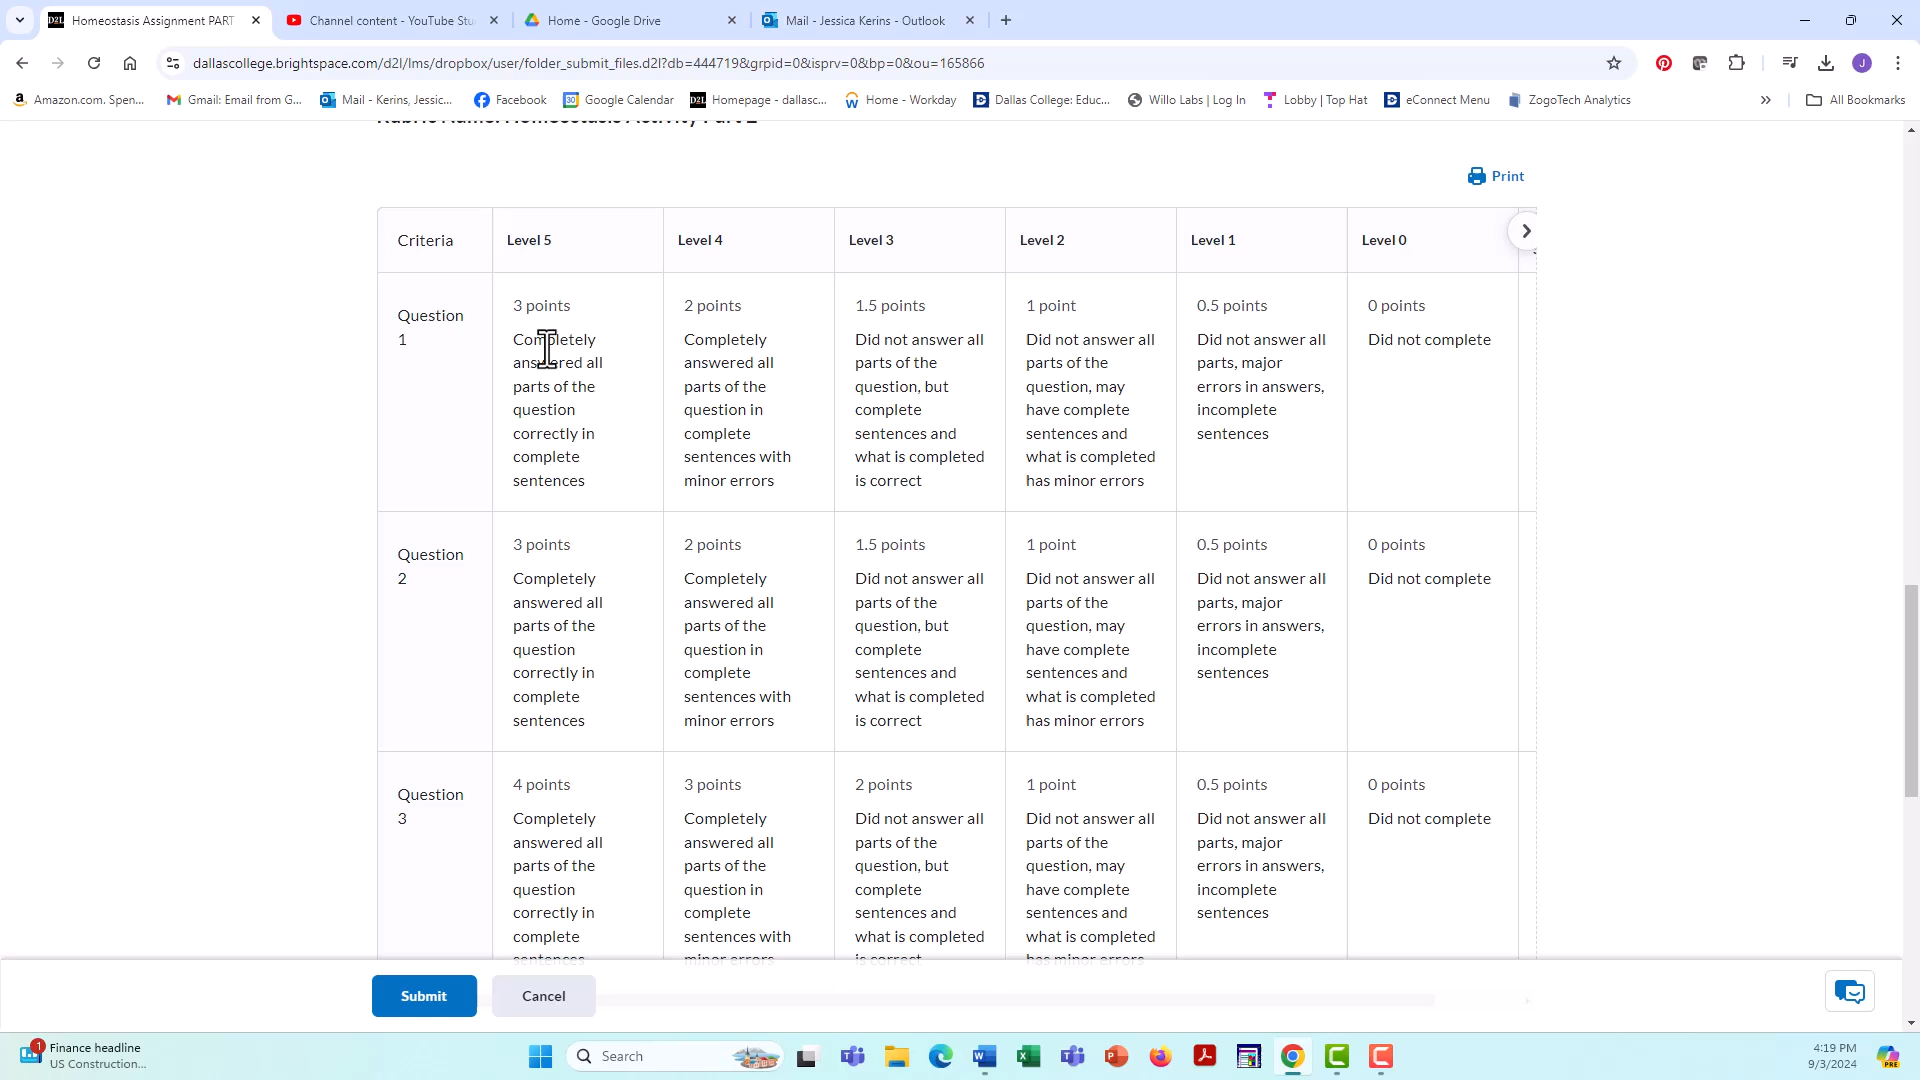 Homeostasis Assignment PART
Channel content - YouTube Stu
Home - Google Drive
Mail - Jessica Kerins - Outlook
dallascollege.brightspace.com/d2l/lms/dropbox/user/folder_submit_files.d2l?db=444719&grpid=0&isprv=0&bp=0&ou=165866
Amazon.com. Spen...
Gmail: Email from G...
Mail - Kerins, Jessic...
Facebook
Google Calendar
Homepage - dallasc...
Home - Workday
Dallas College: Educ...
Willo Labs | Log In
Lobby | Top Hat
eConnect Menu
ZogoTech Analytics
All Bookmarks
Rubric Name: Homeostasis Activity Part 2
Print
Criteria
Level 5
Level 4
Level 3
Level 2
Level 1
Level 0
Question
1
3 points
Completely
answered all
parts of the
question
correctly in
complete
sentences
2 points
Completely
answered all
parts of the
question in
complete
sentences with
minor errors
1.5 points
Did not answer all
parts of the
question, but
complete
sentences and
what is completed
is correct
1 point
Did not answer all
parts of the
question, may
have complete
sentences and
what is completed
has minor errors
0.5 points
Did not answer all
parts, major
errors in answers,
incomplete
sentences
0 points
Did not complete
Question
2
3 points
Completely
answered all
parts of the
question
correctly in
complete
sentences
2 points
Completely
answered all
parts of the
question in
complete
sentences with
minor errors
1.5 points
Did not answer all
parts of the
question, but
complete
sentences and
what is completed
is correct
1 point
Did not answer all
parts of the
question, may
have complete
sentences and
what is completed
has minor errors
0.5 points
Did not answer all
parts, major
errors in answers,
incomplete
sentences
0 points
Did not complete
Question
3
4 points
Completely
answered all
parts of the
question
correctly in
complete
sentences
3 points
Completely
answered all
parts of the
question in
complete
sentences with
minor errors
2 points
Did not answer all
parts of the
question, but
complete
sentences and
what is completed
is correct
1 point
Did not answer all
parts of the
question, may
have complete
sentences and
what is completed
has minor errors
0.5 points
Did not answer all
parts, major
errors in answers,
incomplete
sentences
0 points
Did not complete
Submit
Cancel
1
Finance headline
US Construction...
Search
4:19 PM
9/3/2024